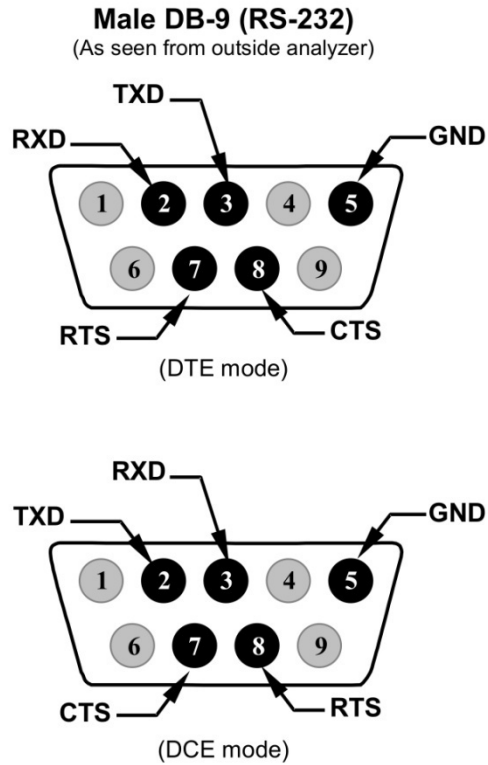 Male DB-9 (RS-232)
(As seen from outside analyzer)
TXD
RXD
GND
1 2 3 4 5
6 7 8 9
RTS
CTS
(DTE mode)
RXD
TXD
GND
1 2 3 4 5
6 7 8 9
CTS
RTS
(DCE mode)